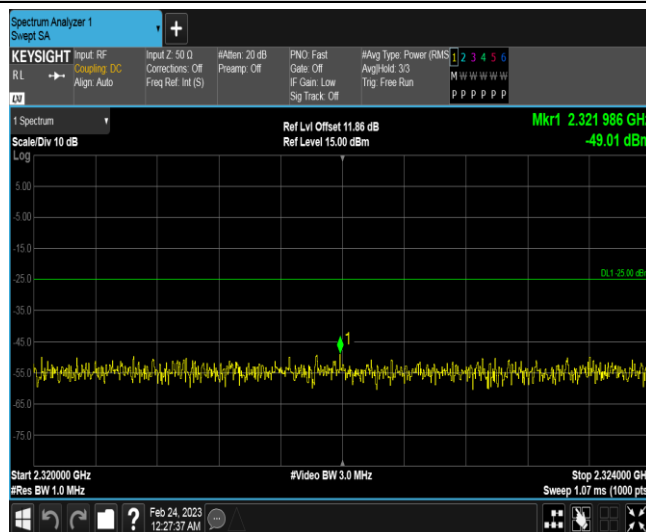 Spectrum Analyzer 1
Swept SA
+
KEYSIGHT
RL
LXI
Input: RF
Coupling: DC
Align: Auto
Input Z: 50 Ω
Corrections: Off
Freq Ref: Int (S)
#Atten: 20 dB
Preamp: Off
PNO: Fast
Gate: Off
IF Gain: Low
Sig Track: Off
#Avg Type: Power (RMS
Avg|Hold: 3/3
Trig: Free Run
1 2 3 4 5 6
M W W W W W
P P P P P P
1 Spectrum
Scale/Div 10 dB
Log
Ref Lvl Offset 11.86 dB
Ref Level 15.00 dBm
Mkr1 2.321 986 GHz
-49.01 dBm
5.00
-5.00
-15.0
-25.0
DL1 -25.00 dBm
-35.0
-45.0
1
-55.0
-65.0
-75.0
Start 2.320000 GHz
#Res BW 1.0 MHz
#Video BW 3.0 MHz
Stop 2.324000 GHz
Sweep 1.07 ms (1000 pts
?
Feb 24, 2023
12:27:37 AM